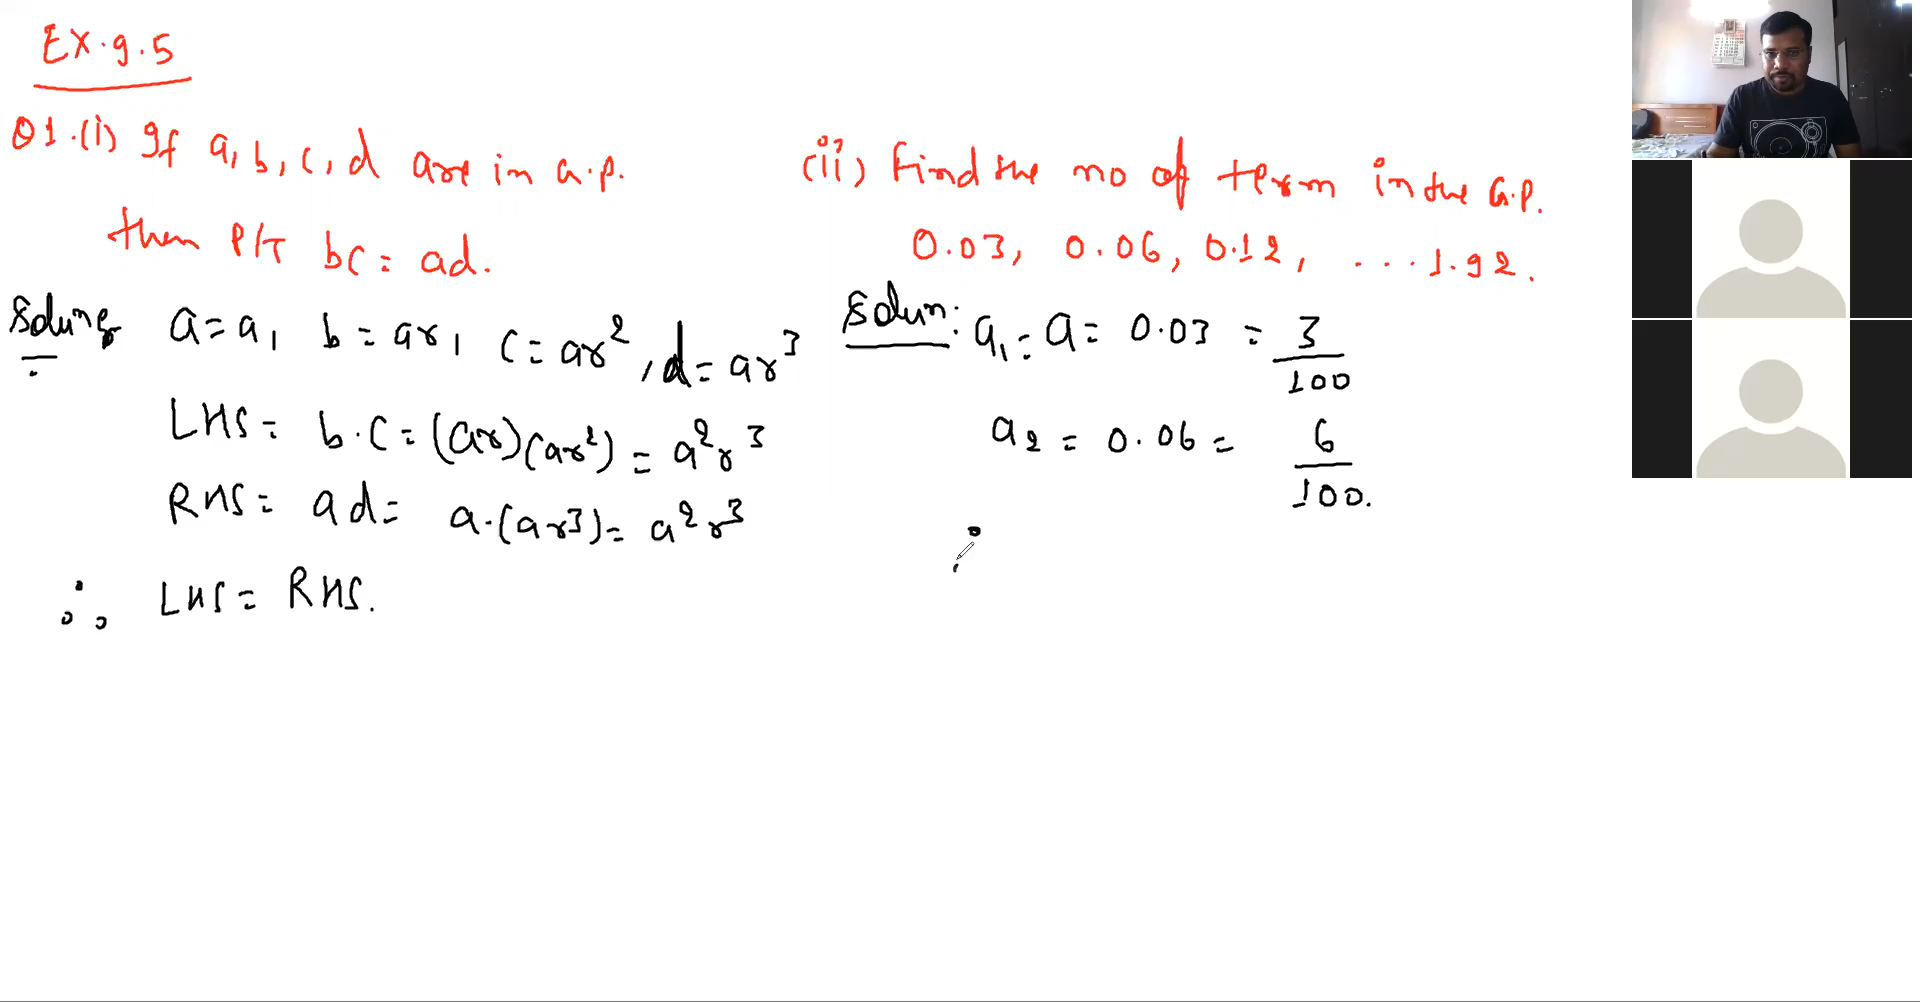 Ex. 9.5
Q1.(i) If a, b, c, d are in G.P.
then P/T bc = ad.
Soluns a = a, b = ar, c = ar², d = ar³
LHS = b.c = (ar)(ar²) = a²r³
RHS = ad = a.(ar³) = a²r³
∴ LHS = RHS.
(ii) Find the no of term in the G.P.
0.03, 0.06, 0.12, ... 1.92.
Solun: a₁ = a = 0.03 = 3/100
a₂ = 0.06 = 6/100.